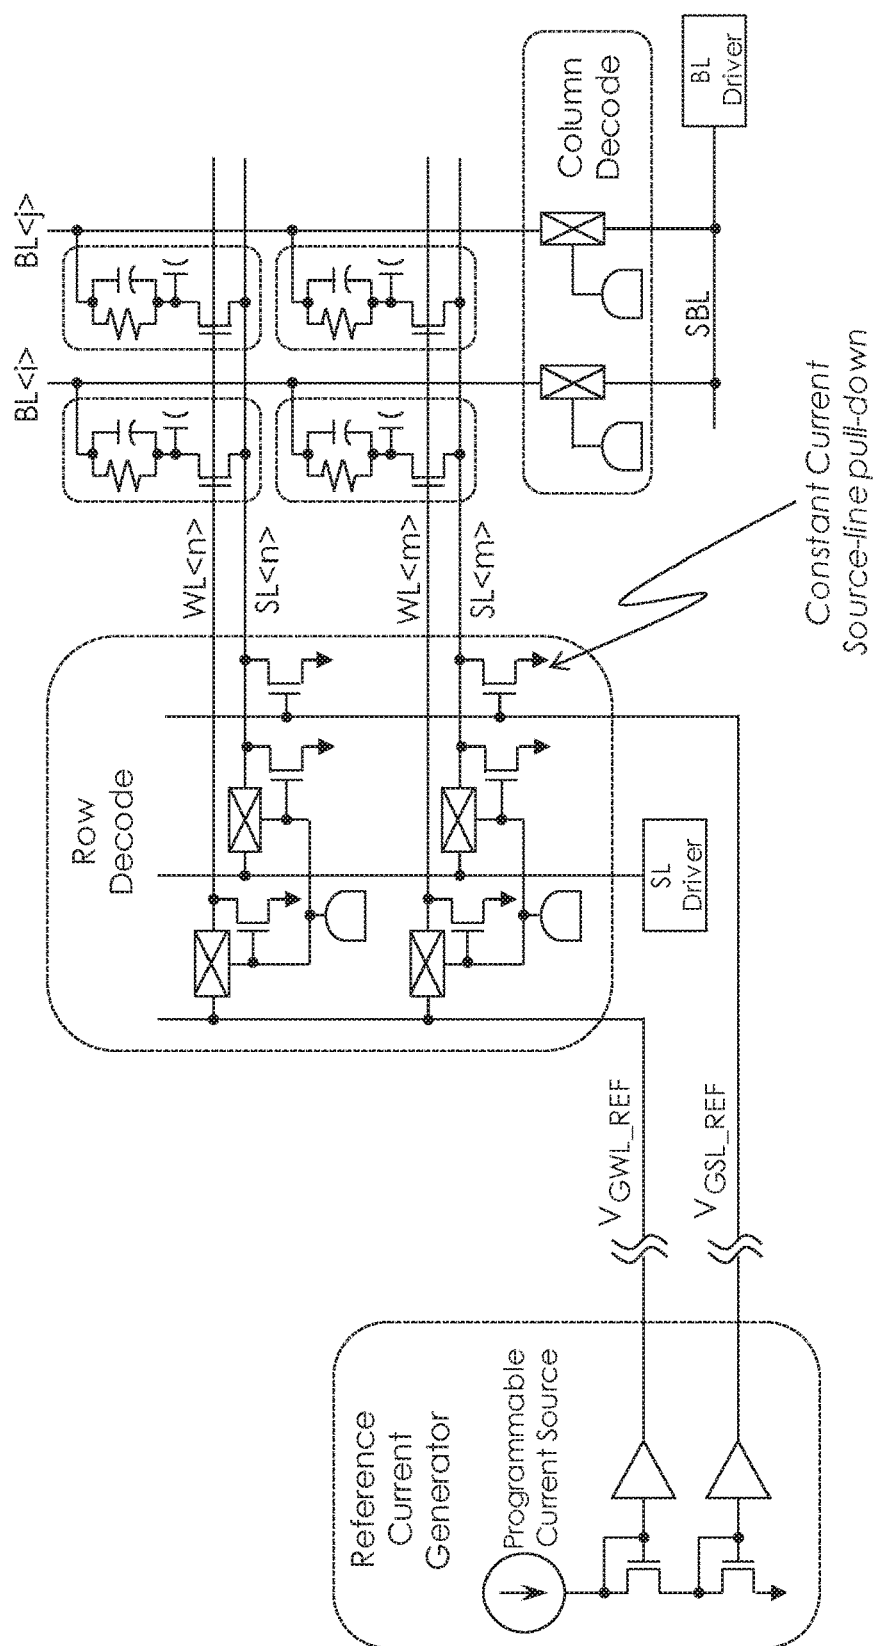 BL<j>
BL<i>
Column
Decode
BL
Driver
SBL
WL<n>
SL<n>
WL<m>
SL<m>
Constant Current
Source-line pull-down
Row
Decode
SL
Driver
VGWL_REF
VGSL_REF
Reference
Current
Generator
Programmable
Current Source